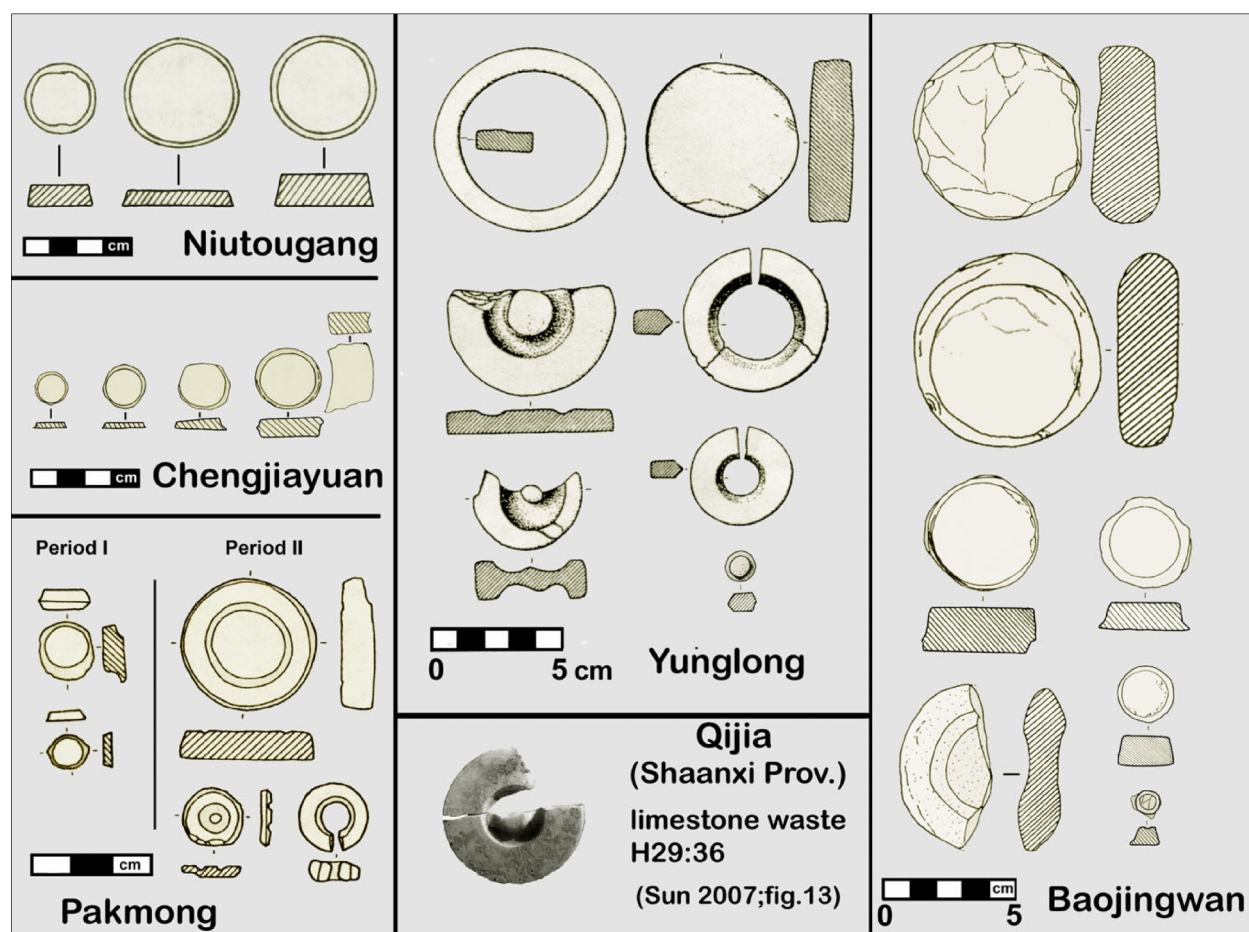 cm
Niutougang
cm
Chengjiayuan
Period I
Period II
cm
Pakmong
0
5 cm
Yunglong
Qijia
(Shaanxi Prov.)
limestone waste
H29:36
(Sun 2007;fig.13)
cm
0
5
Baojingwan